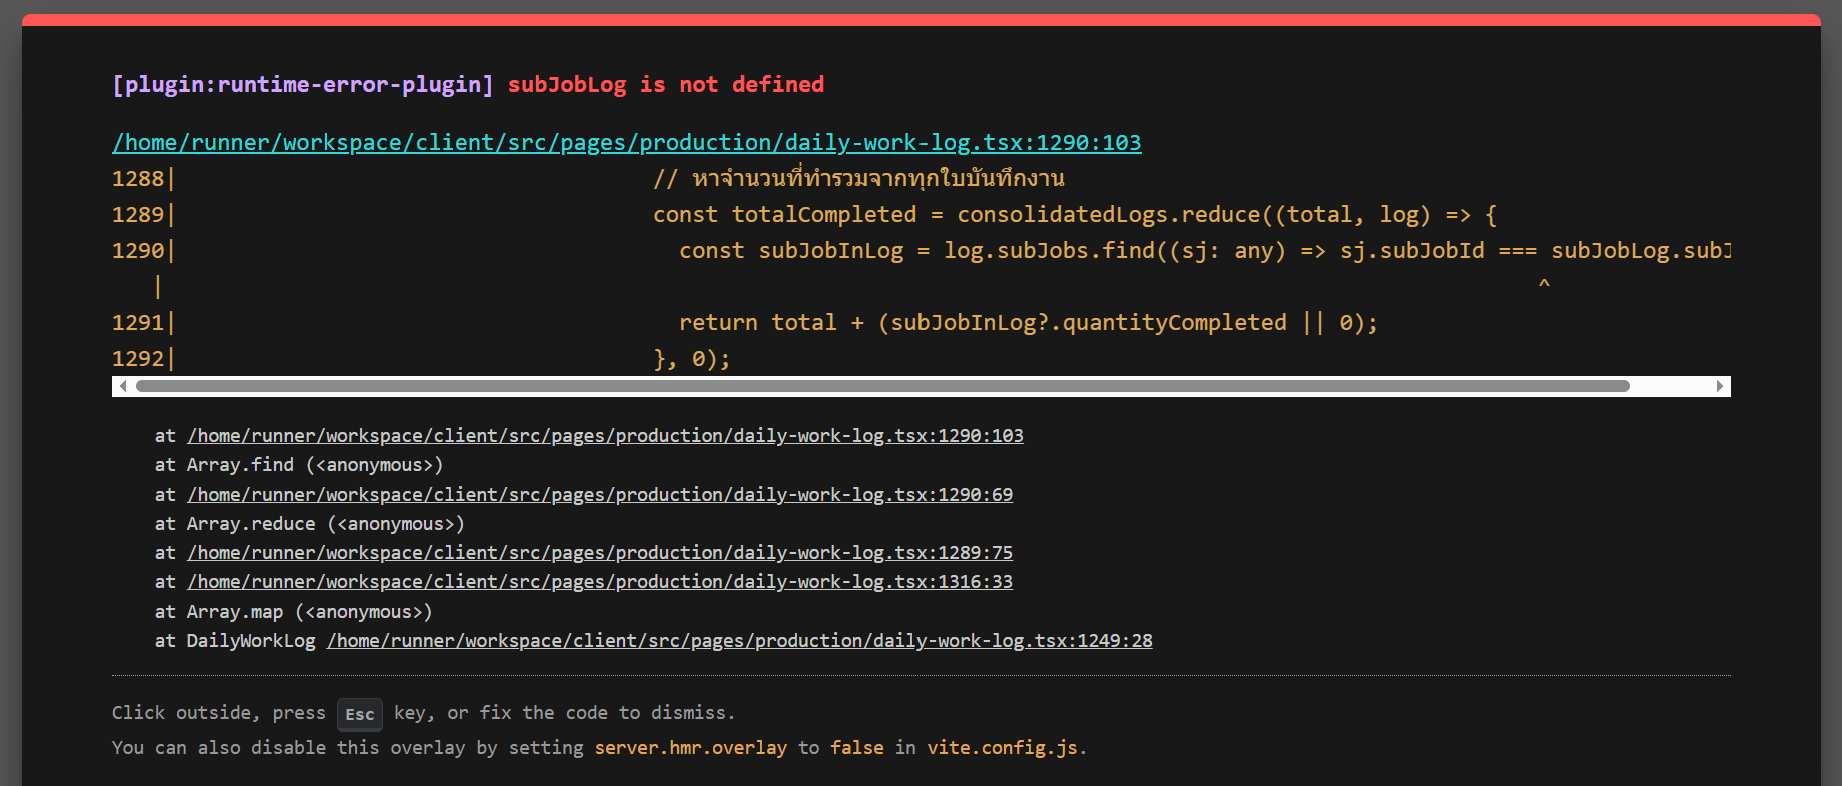 [plugin:runtime-error-plugin] subJobLog is not defined
/home/runner/workspace/client/src/pages/production/daily-work-log.tsx:1290:103
1288| // หาจำนวนที่ทำรวมจากทุกใบบันทึกงาน
1289| const totalCompleted = consolidatedLogs.reduce((total, log) => {
1290| const subJobInLog = log.subJobs.find((sj: any) => sj.subJobId === subJobLog.subJ
| ^
1291| return total + (subJobInLog?.quantityCompleted || 0);
1292| }, 0);
at /home/runner/workspace/client/src/pages/production/daily-work-log.tsx:1290:103
at Array.find (<anonymous>)
at /home/runner/workspace/client/src/pages/production/daily-work-log.tsx:1290:69
at Array.reduce (<anonymous>)
at /home/runner/workspace/client/src/pages/production/daily-work-log.tsx:1289:75
at /home/runner/workspace/client/src/pages/production/daily-work-log.tsx:1316:33
at Array.map (<anonymous>)
at DailyWorkLog /home/runner/workspace/client/src/pages/production/daily-work-log.tsx:1249:28
Click outside, press Esc key, or fix the code to dismiss.
You can also disable this overlay by setting server.hmr.overlay to false in vite.config.js.